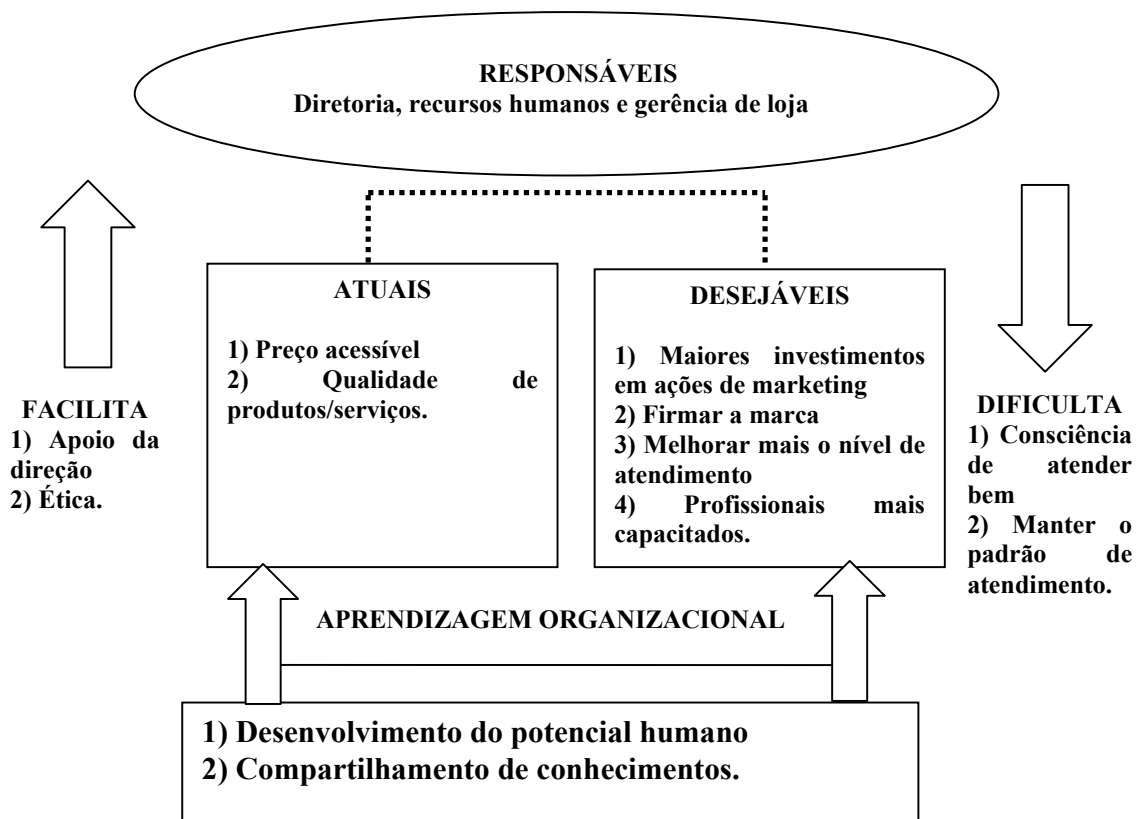 RESPONSÁVEIS
Diretoria, recursos humanos e gerência de loja
FACILITA
1) Apoio da
direção
2) Ética.
ATUAIS
1) Preço acessível
2) Qualidade de
produtos/serviços.
DESEJÁVEIS
1) Maiores investimentos
em ações de marketing
2) Firmar a marca
3) Melhorar mais o nível de
atendimento
4) Profissionais mais
capacitados.
DIFICULTA
1) Consciência
de atender
bem
2) Manter o
padrão de
atendimento.
APRENDIZAGEM ORGANIZACIONAL
1) Desenvolvimento do potencial humano
2) Compartilhamento de conhecimentos.